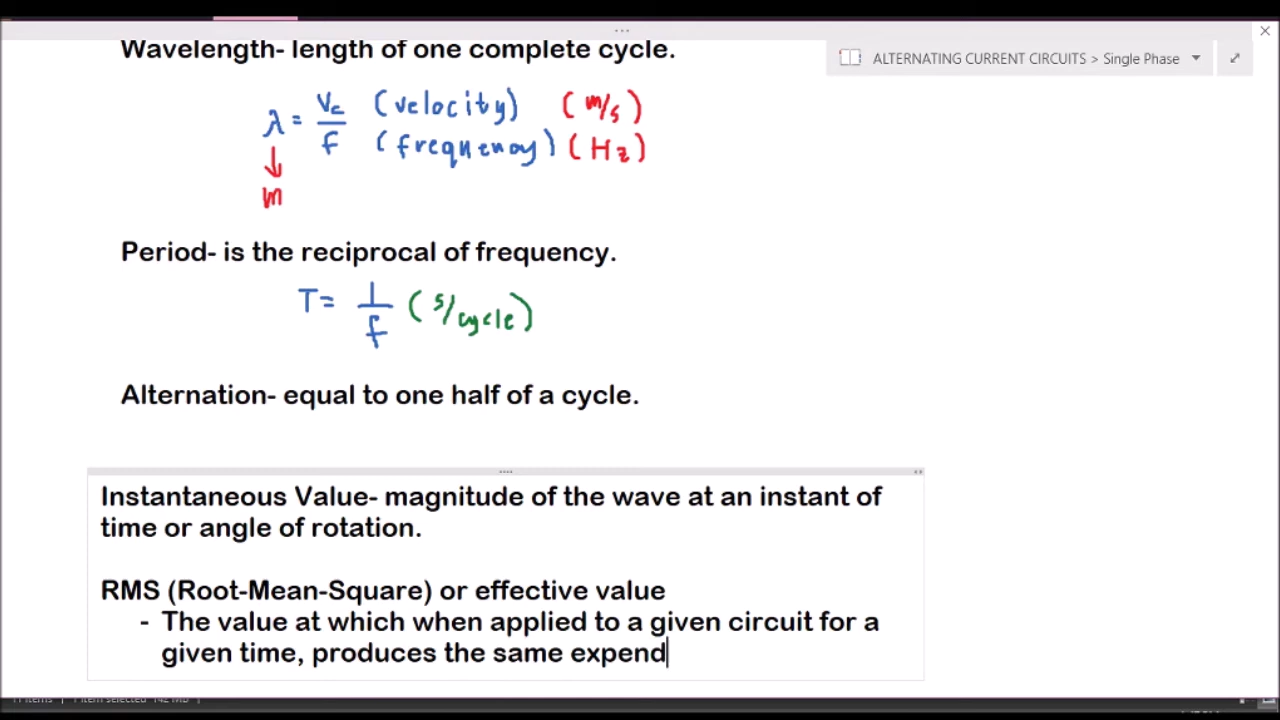 Wavelength- length of one complete cycle.
ALTERNATING CURRENT CIRCUITS > Single Phase
λ = Vc/f (velocity) (m/s)
(frequency) (Hz)
↓
m
Period- is the reciprocal of frequency.
T = 1/f (s/cycle)
Alternation- equal to one half of a cycle.
Instantaneous Value- magnitude of the wave at an instant of
time or angle of rotation.
RMS (Root-Mean-Square) or effective value
- The value at which when applied to a given circuit for a
given time, produces the same expend